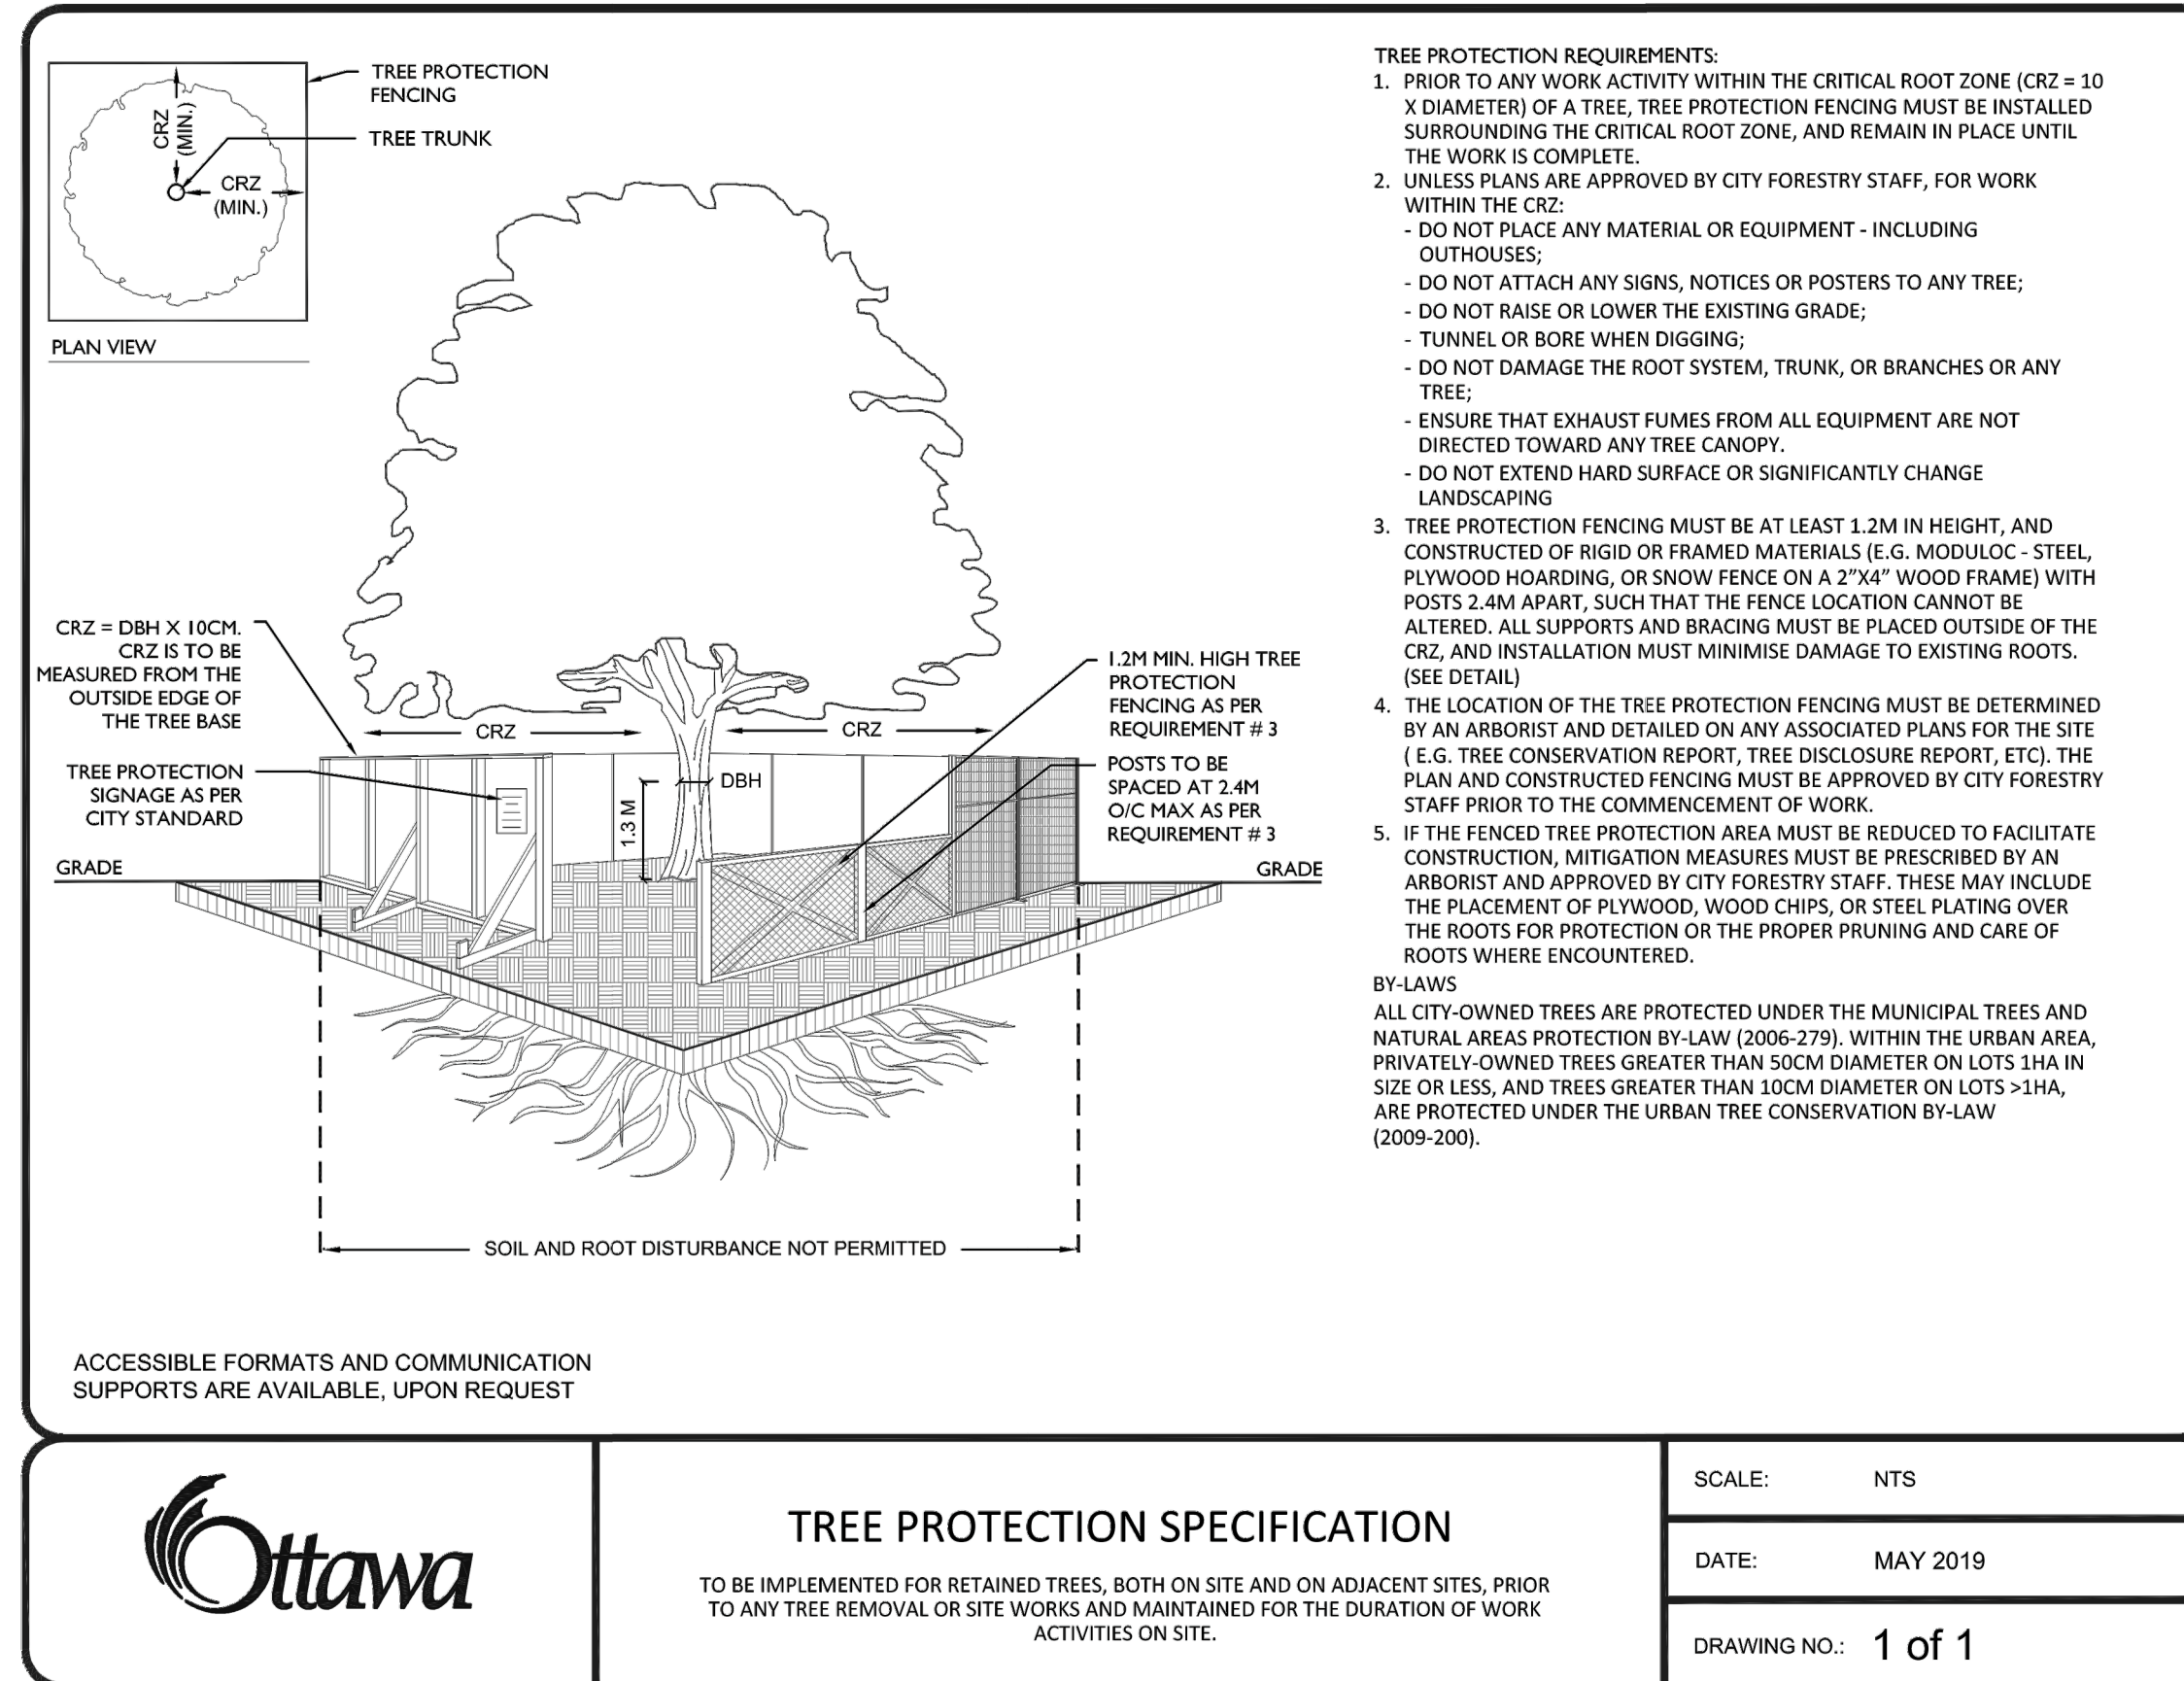 TREE PROTECTION
FENCING
TREE TRUNK
CRZ
(MIN.)
CRZ
(MIN.)
PLAN VIEW
CRZ = DBH X 10CM.
CRZ IS TO BE
MEASURED FROM THE
OUTSIDE EDGE OF
THE TREE BASE
TREE PROTECTION
SIGNAGE AS PER
CITY STANDARD
GRADE
CRZ
CRZ
DBH
1.3 M
1.2M MIN. HIGH TREE
PROTECTION
FENCING AS PER
REQUIREMENT # 3
POSTS TO BE
SPACED AT 2.4M
O/C MAX AS PER
REQUIREMENT # 3
GRADE
SOIL AND ROOT DISTURBANCE NOT PERMITTED
ACCESSIBLE FORMATS AND COMMUNICATION
SUPPORTS ARE AVAILABLE, UPON REQUEST
TREE PROTECTION REQUIREMENTS:
1. PRIOR TO ANY WORK ACTIVITY WITHIN THE CRITICAL ROOT ZONE (CRZ = 10
X DIAMETER) OF A TREE, TREE PROTECTION FENCING MUST BE INSTALLED
SURROUNDING THE CRITICAL ROOT ZONE, AND REMAIN IN PLACE UNTIL
THE WORK IS COMPLETE.
2. UNLESS PLANS ARE APPROVED BY CITY FORESTRY STAFF, FOR WORK
WITHIN THE CRZ:
- DO NOT PLACE ANY MATERIAL OR EQUIPMENT - INCLUDING
OUTHOUSES;
- DO NOT ATTACH ANY SIGNS, NOTICES OR POSTERS TO ANY TREE;
- DO NOT RAISE OR LOWER THE EXISTING GRADE;
- TUNNEL OR BORE WHEN DIGGING;
- DO NOT DAMAGE THE ROOT SYSTEM, TRUNK, OR BRANCHES OR ANY
TREE;
- ENSURE THAT EXHAUST FUMES FROM ALL EQUIPMENT ARE NOT
DIRECTED TOWARD ANY TREE CANOPY.
- DO NOT EXTEND HARD SURFACE OR SIGNIFICANTLY CHANGE
LANDSCAPING
3. TREE PROTECTION FENCING MUST BE AT LEAST 1.2M IN HEIGHT, AND
CONSTRUCTED OF RIGID OR FRAMED MATERIALS (E.G. MODULOC - STEEL,
PLYWOOD HOARDING, OR SNOW FENCE ON A 2”X4” WOOD FRAME) WITH
POSTS 2.4M APART, SUCH THAT THE FENCE LOCATION CANNOT BE
ALTERED. ALL SUPPORTS AND BRACING MUST BE PLACED OUTSIDE OF THE
CRZ, AND INSTALLATION MUST MINIMISE DAMAGE TO EXISTING ROOTS.
(SEE DETAIL)
4. THE LOCATION OF THE TREE PROTECTION FENCING MUST BE DETERMINED
BY AN ARBORIST AND DETAILED ON ANY ASSOCIATED PLANS FOR THE SITE
( E.G. TREE CONSERVATION REPORT, TREE DISCLOSURE REPORT, ETC). THE
PLAN AND CONSTRUCTED FENCING MUST BE APPROVED BY CITY FORESTRY
STAFF PRIOR TO THE COMMENCEMENT OF WORK.
5. IF THE FENCED TREE PROTECTION AREA MUST BE REDUCED TO FACILITATE
CONSTRUCTION, MITIGATION MEASURES MUST BE PRESCRIBED BY AN
ARBORIST AND APPROVED BY CITY FORESTRY STAFF. THESE MAY INCLUDE
THE PLACEMENT OF PLYWOOD, WOOD CHIPS, OR STEEL PLATING OVER
THE ROOTS FOR PROTECTION OR THE PROPER PRUNING AND CARE OF
ROOTS WHERE ENCOUNTERED.
BY-LAWS
ALL CITY-OWNED TREES ARE PROTECTED UNDER THE MUNICIPAL TREES AND
NATURAL AREAS PROTECTION BY-LAW (2006-279). WITHIN THE URBAN AREA,
PRIVATELY-OWNED TREES GREATER THAN 50CM DIAMETER ON LOTS 1HA IN
SIZE OR LESS, AND TREES GREATER THAN 10CM DIAMETER ON LOTS >1HA,
ARE PROTECTED UNDER THE URBAN TREE CONSERVATION BY-LAW
(2009-200).
Ottawa
TREE PROTECTION SPECIFICATION
TO BE IMPLEMENTED FOR RETAINED TREES, BOTH ON SITE AND ON ADJACENT SITES, PRIOR
TO ANY TREE REMOVAL OR SITE WORKS AND MAINTAINED FOR THE DURATION OF WORK
ACTIVITIES ON SITE.
SCALE: NTS
DATE: MAY 2019
DRAWING NO.: 1 of 1